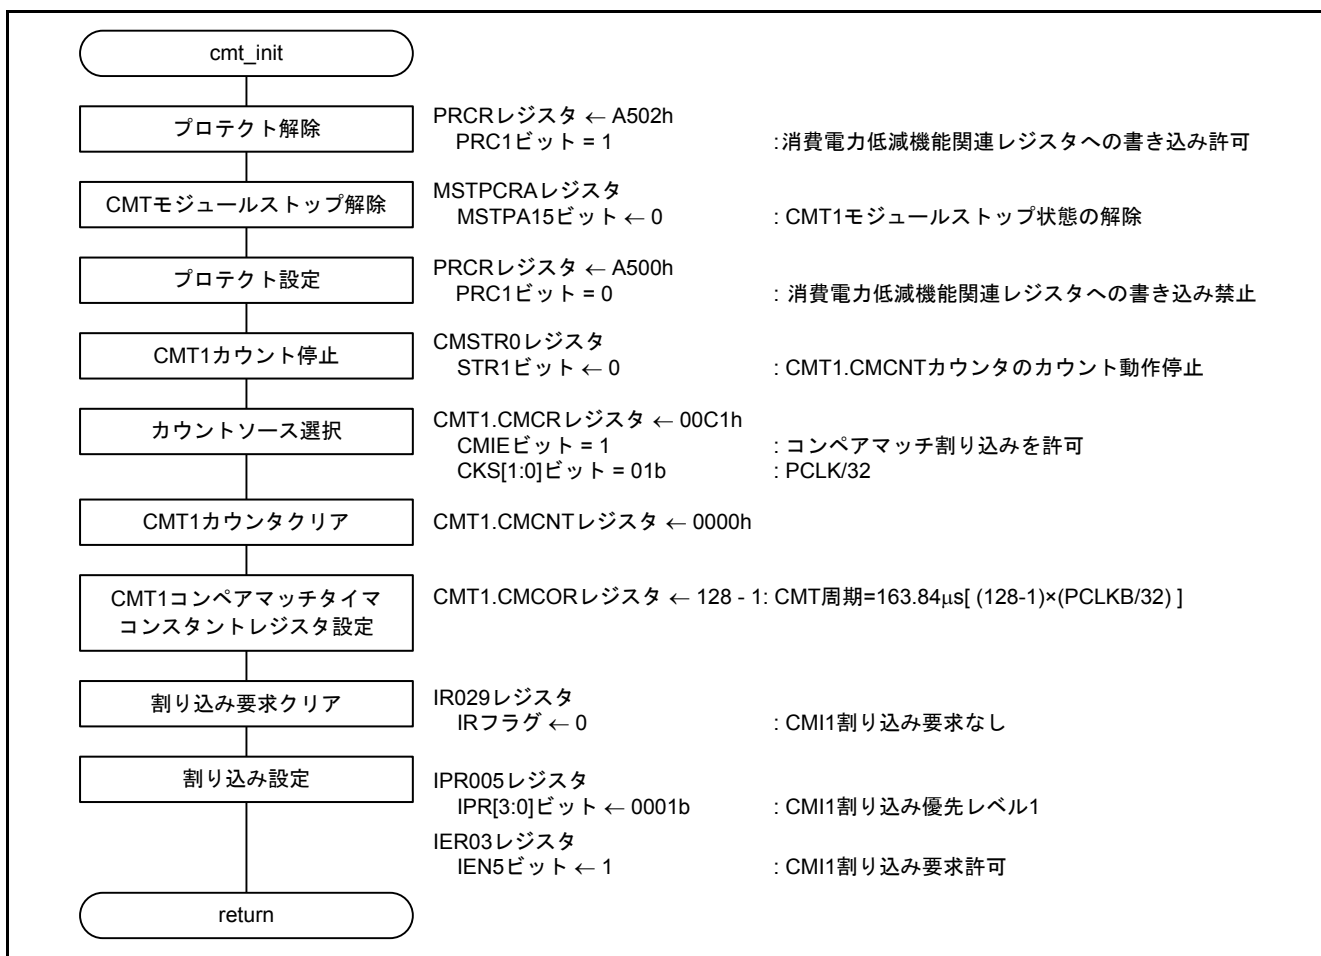 cmt_init
プロテクト解除
PRCRレジスタ ← A502h
PRC1ビット = 1 :消費電力低減機能関連レジスタへの書き込み許可
CMTモジュールストップ解除
MSTPCRAレジスタ
MSTPA15ビット ← 0 : CMT1モジュールストップ状態の解除
プロテクト設定
PRCRレジスタ ← A500h
PRC1ビット = 0 : 消費電力低減機能関連レジスタへの書き込み禁止
CMT1カウント停止
CMSTR0レジスタ
STR1ビット ← 0 : CMT1.CMCNTカウンタのカウント動作停止
カウントソース選択
CMT1.CMCRレジスタ ← 00C1h
CMIEビット = 1 : コンペアマッチ割り込みを許可
CKS[1:0]ビット = 01b : PCLK/32
CMT1カウンタクリア
CMT1.CMCNTレジスタ ← 0000h
CMT1コンペアマッチタイマ
コンスタントレジスタ設定
CMT1.CMCORレジスタ ← 128 - 1: CMT周期=163.84μs[ (128-1)×(PCLKB/32) ]
割り込み要求クリア
IR029レジスタ
IRフラグ ← 0 : CMI1割り込み要求なし
割り込み設定
IPR005レジスタ
IPR[3:0]ビット ← 0001b : CMI1割り込み優先レベル1
IER03レジスタ
IEN5ビット ← 1 : CMI1割り込み要求許可
return